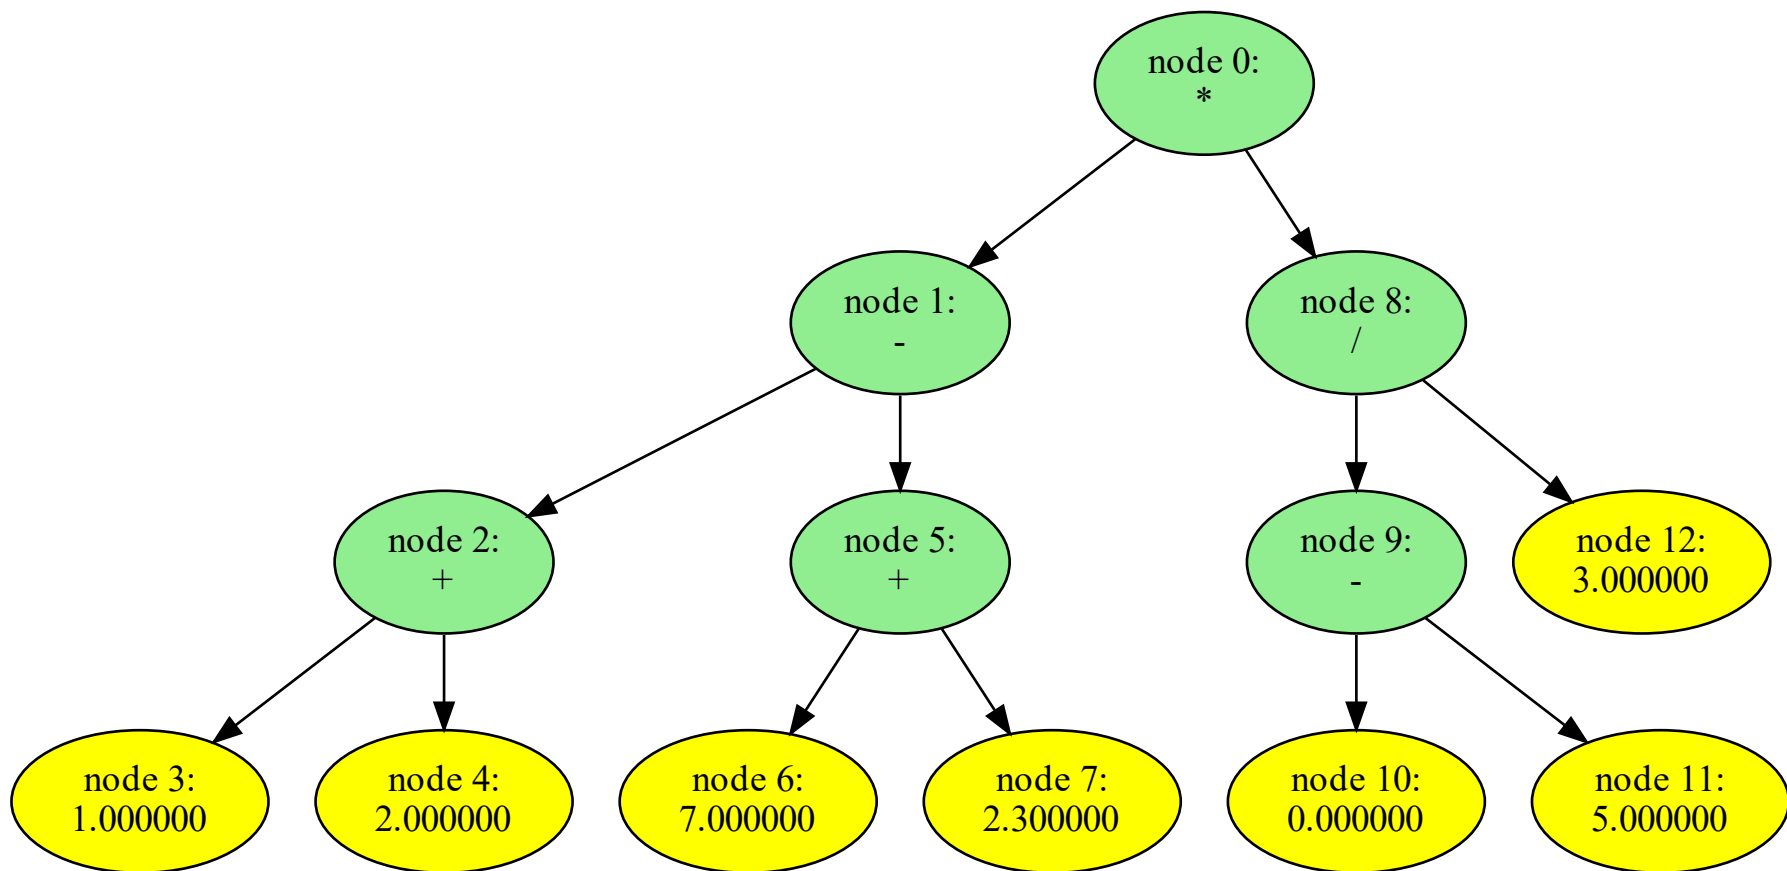 node 0:
*
node 1:
-
node 8:
/
node 2:
+
node 5:
+
node 9:
-
node 12:
3.000000
node 3:
1.000000
node 4:
2.000000
node 6:
7.000000
node 7:
2.300000
node 10:
0.000000
node 11:
5.000000